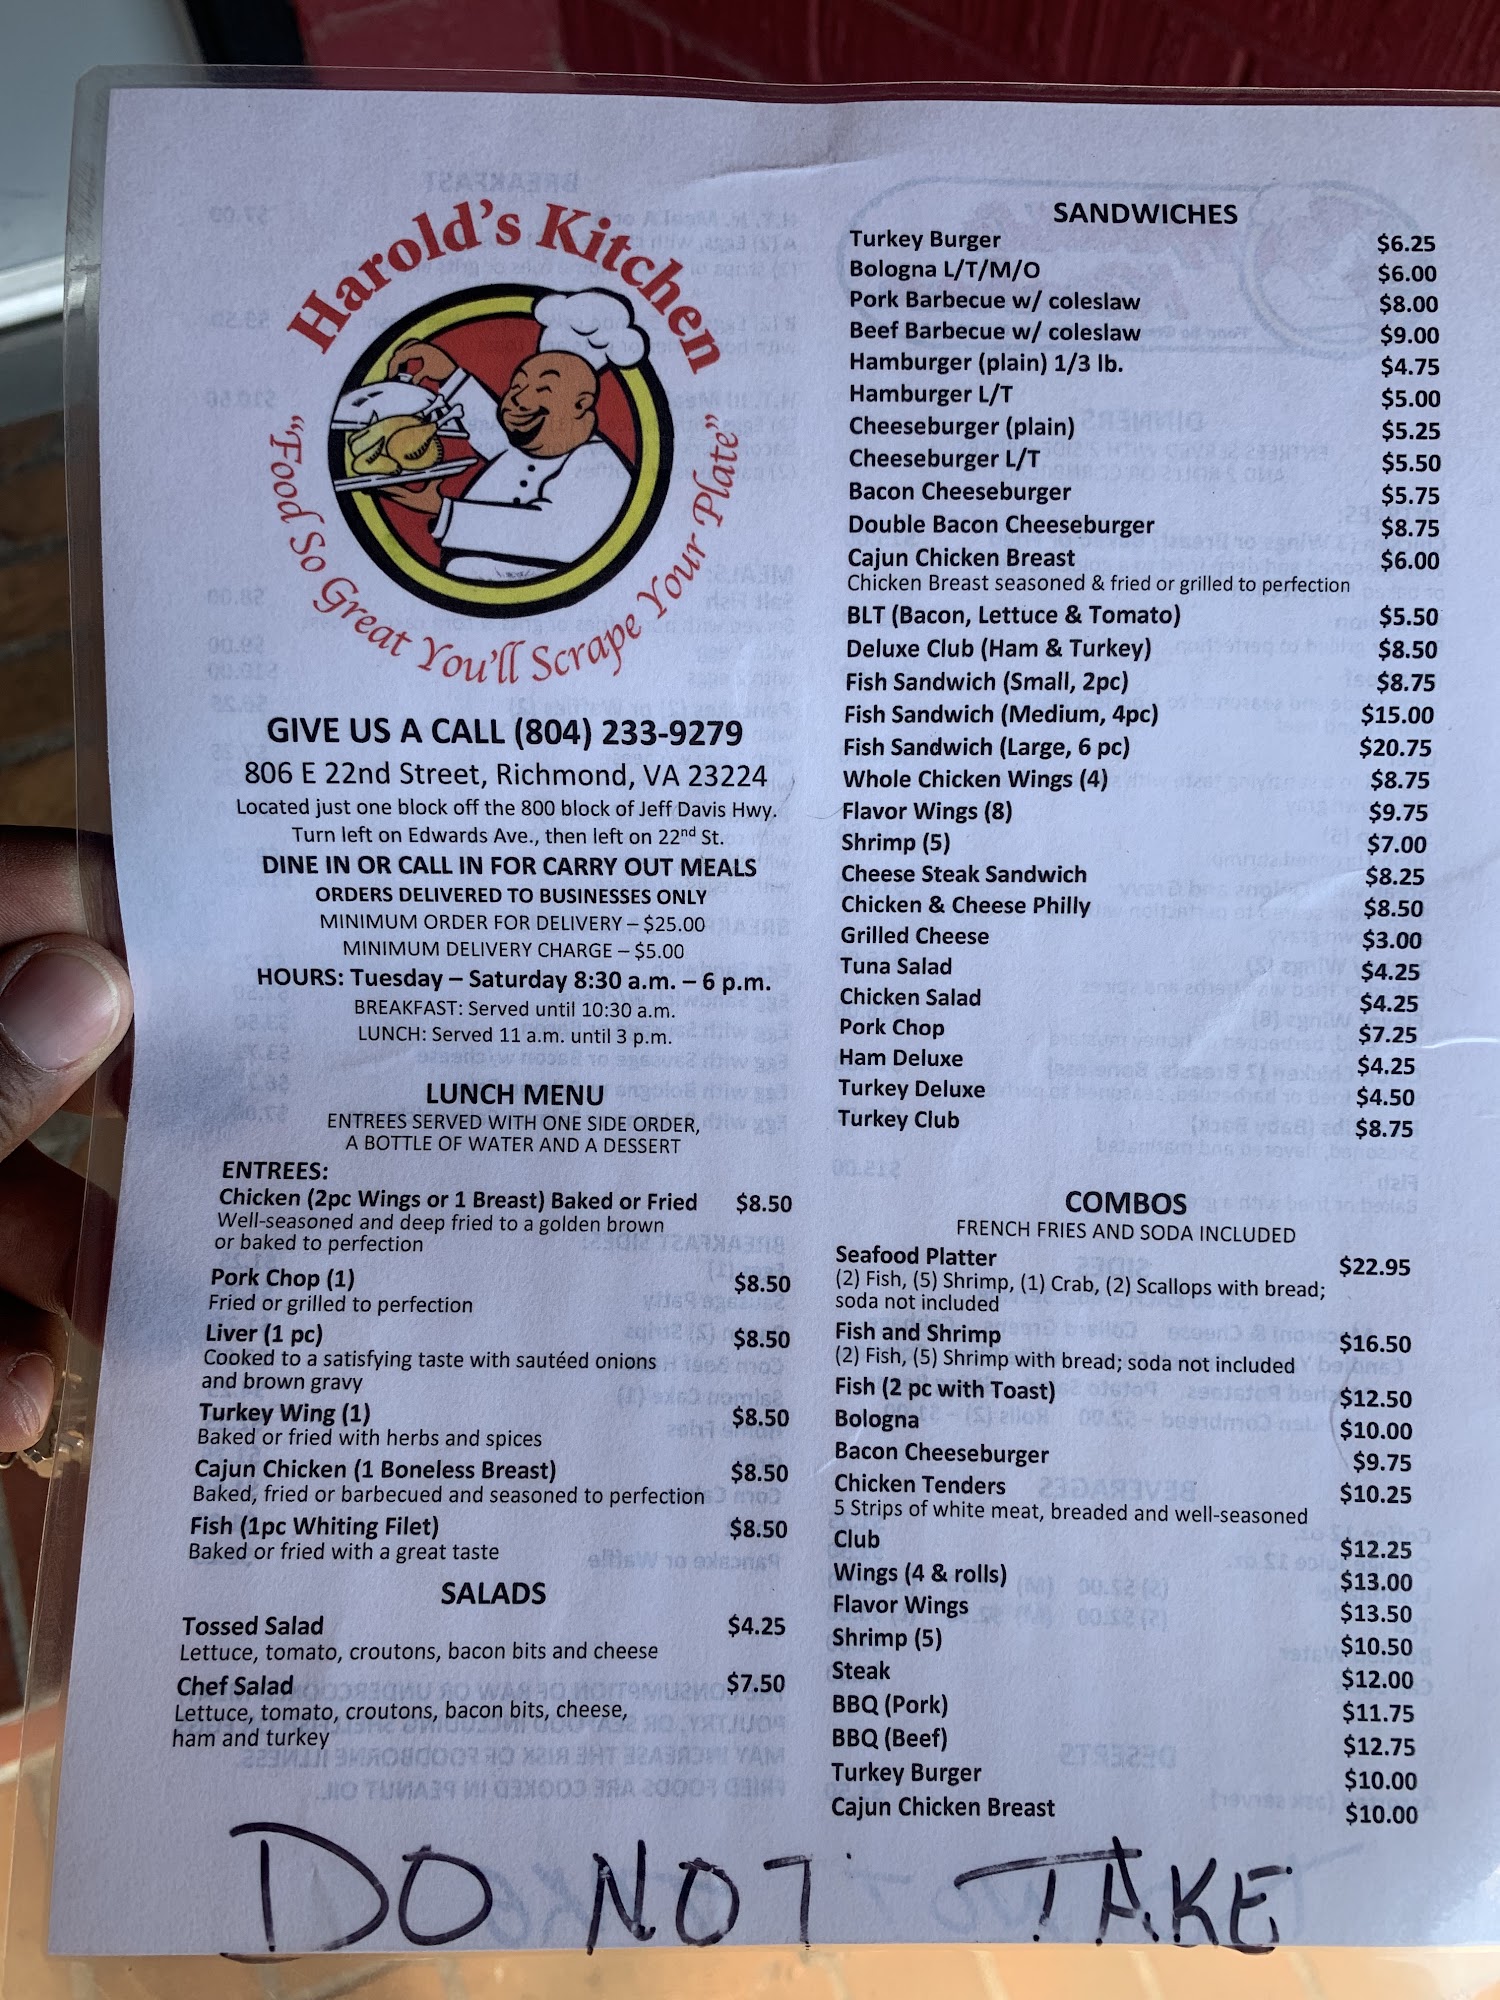 Harold's Kitchen
"Food So Great You'll Scrape Your Plate"
GIVE US A CALL (804) 233-9279
806 E 22nd Street, Richmond, VA 23224
Located just one block off the 800 block of Jeff Davis Hwy.
Turn left on Edwards Ave., then left on 22nd St.
DINE IN OR CALL IN FOR CARRY OUT MEALS
ORDERS DELIVERED TO BUSINESSES ONLY
MINIMUM ORDER FOR DELIVERY – $25.00
MINIMUM DELIVERY CHARGE – $5.00
HOURS: Tuesday – Saturday 8:30 a.m. – 6 p.m.
BREAKFAST: Served until 10:30 a.m.
LUNCH: Served 11 a.m. until 3 p.m.
LUNCH MENU
ENTREES SERVED WITH ONE SIDE ORDER,
A BOTTLE OF WATER AND A DESSERT
ENTREES:
Chicken (2pc Wings or 1 Breast) Baked or Fried $8.50
Well-seasoned and deep fried to a golden brown
or baked to perfection
Pork Chop (1) $8.50
Fried or grilled to perfection
Liver (1 pc) $8.50
Cooked to a satisfying taste with sautéed onions
and brown gravy
Turkey Wing (1) $8.50
Baked or fried with herbs and spices
Cajun Chicken (1 Boneless Breast) $8.50
Baked, fried or barbecued and seasoned to perfection
Fish (1pc Whiting Filet) $8.50
Baked or fried with a great taste
SALADS
Tossed Salad $4.25
Lettuce, tomato, croutons, bacon bits and cheese
Chef Salad $7.50
Lettuce, tomato, croutons, bacon bits, cheese,
ham and turkey
SANDWICHES
Turkey Burger $6.25
Bologna L/T/M/O $6.00
Pork Barbecue w/ coleslaw $8.00
Beef Barbecue w/ coleslaw $9.00
Hamburger (plain) 1/3 lb. $4.75
Hamburger L/T $5.00
Cheeseburger (plain) $5.25
Cheeseburger L/T $5.50
Bacon Cheeseburger $5.75
Double Bacon Cheeseburger $8.75
Cajun Chicken Breast $6.00
Chicken Breast seasoned & fried or grilled to perfection
BLT (Bacon, Lettuce & Tomato) $5.50
Deluxe Club (Ham & Turkey) $8.50
Fish Sandwich (Small, 2pc) $8.75
Fish Sandwich (Medium, 4pc) $15.00
Fish Sandwich (Large, 6 pc) $20.75
Whole Chicken Wings (4) $8.75
Flavor Wings (8) $9.75
Shrimp (5) $7.00
Cheese Steak Sandwich $8.25
Chicken & Cheese Philly $8.50
Grilled Cheese $3.00
Tuna Salad $4.25
Chicken Salad $4.25
Pork Chop $7.25
Ham Deluxe $4.25
Turkey Deluxe $4.50
Turkey Club $8.75
COMBOS
FRENCH FRIES AND SODA INCLUDED
Seafood Platter $22.95
(2) Fish, (5) Shrimp, (1) Crab, (2) Scallops with bread;
soda not included
Fish and Shrimp $16.50
(2) Fish, (5) Shrimp with bread; soda not included
Fish (2 pc with Toast) $12.50
Bologna $10.00
Bacon Cheeseburger $9.75
Chicken Tenders $10.25
5 Strips of white meat, breaded and well-seasoned
Club $12.25
Wings (4 & rolls) $13.00
Flavor Wings $13.50
Shrimp (5) $10.50
Steak $12.00
BBQ (Pork) $11.75
BBQ (Beef) $12.75
Turkey Burger $10.00
Cajun Chicken Breast $10.00
DO NOT TAKE